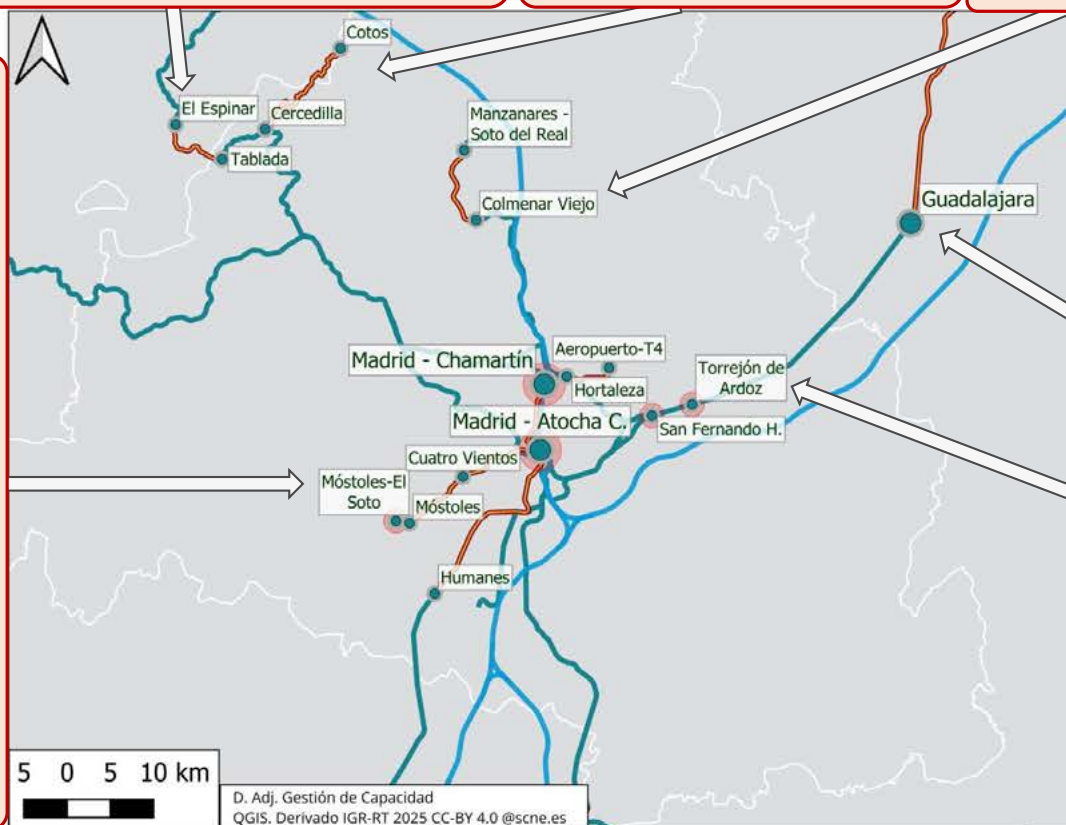 Cotos
El Espinar
Cercedilla
Manzanares -
Soto del Real
Tablada
Colmenar Viejo
Guadalajara
Madrid - Chamartín
Aeropuerto-T4
Hortaleza
Torrejón de
Ardoz
Madrid - Atocha C.
San Fernando H.
Cuatro Vientos
Móstoles-El
Soto
Móstoles
Humanes
5 0 5 10 km
D. Adj. Gestión de Capacidad
QGIS. Derivado IGR-RT 2025 CC-BY 4.0 @scne.es